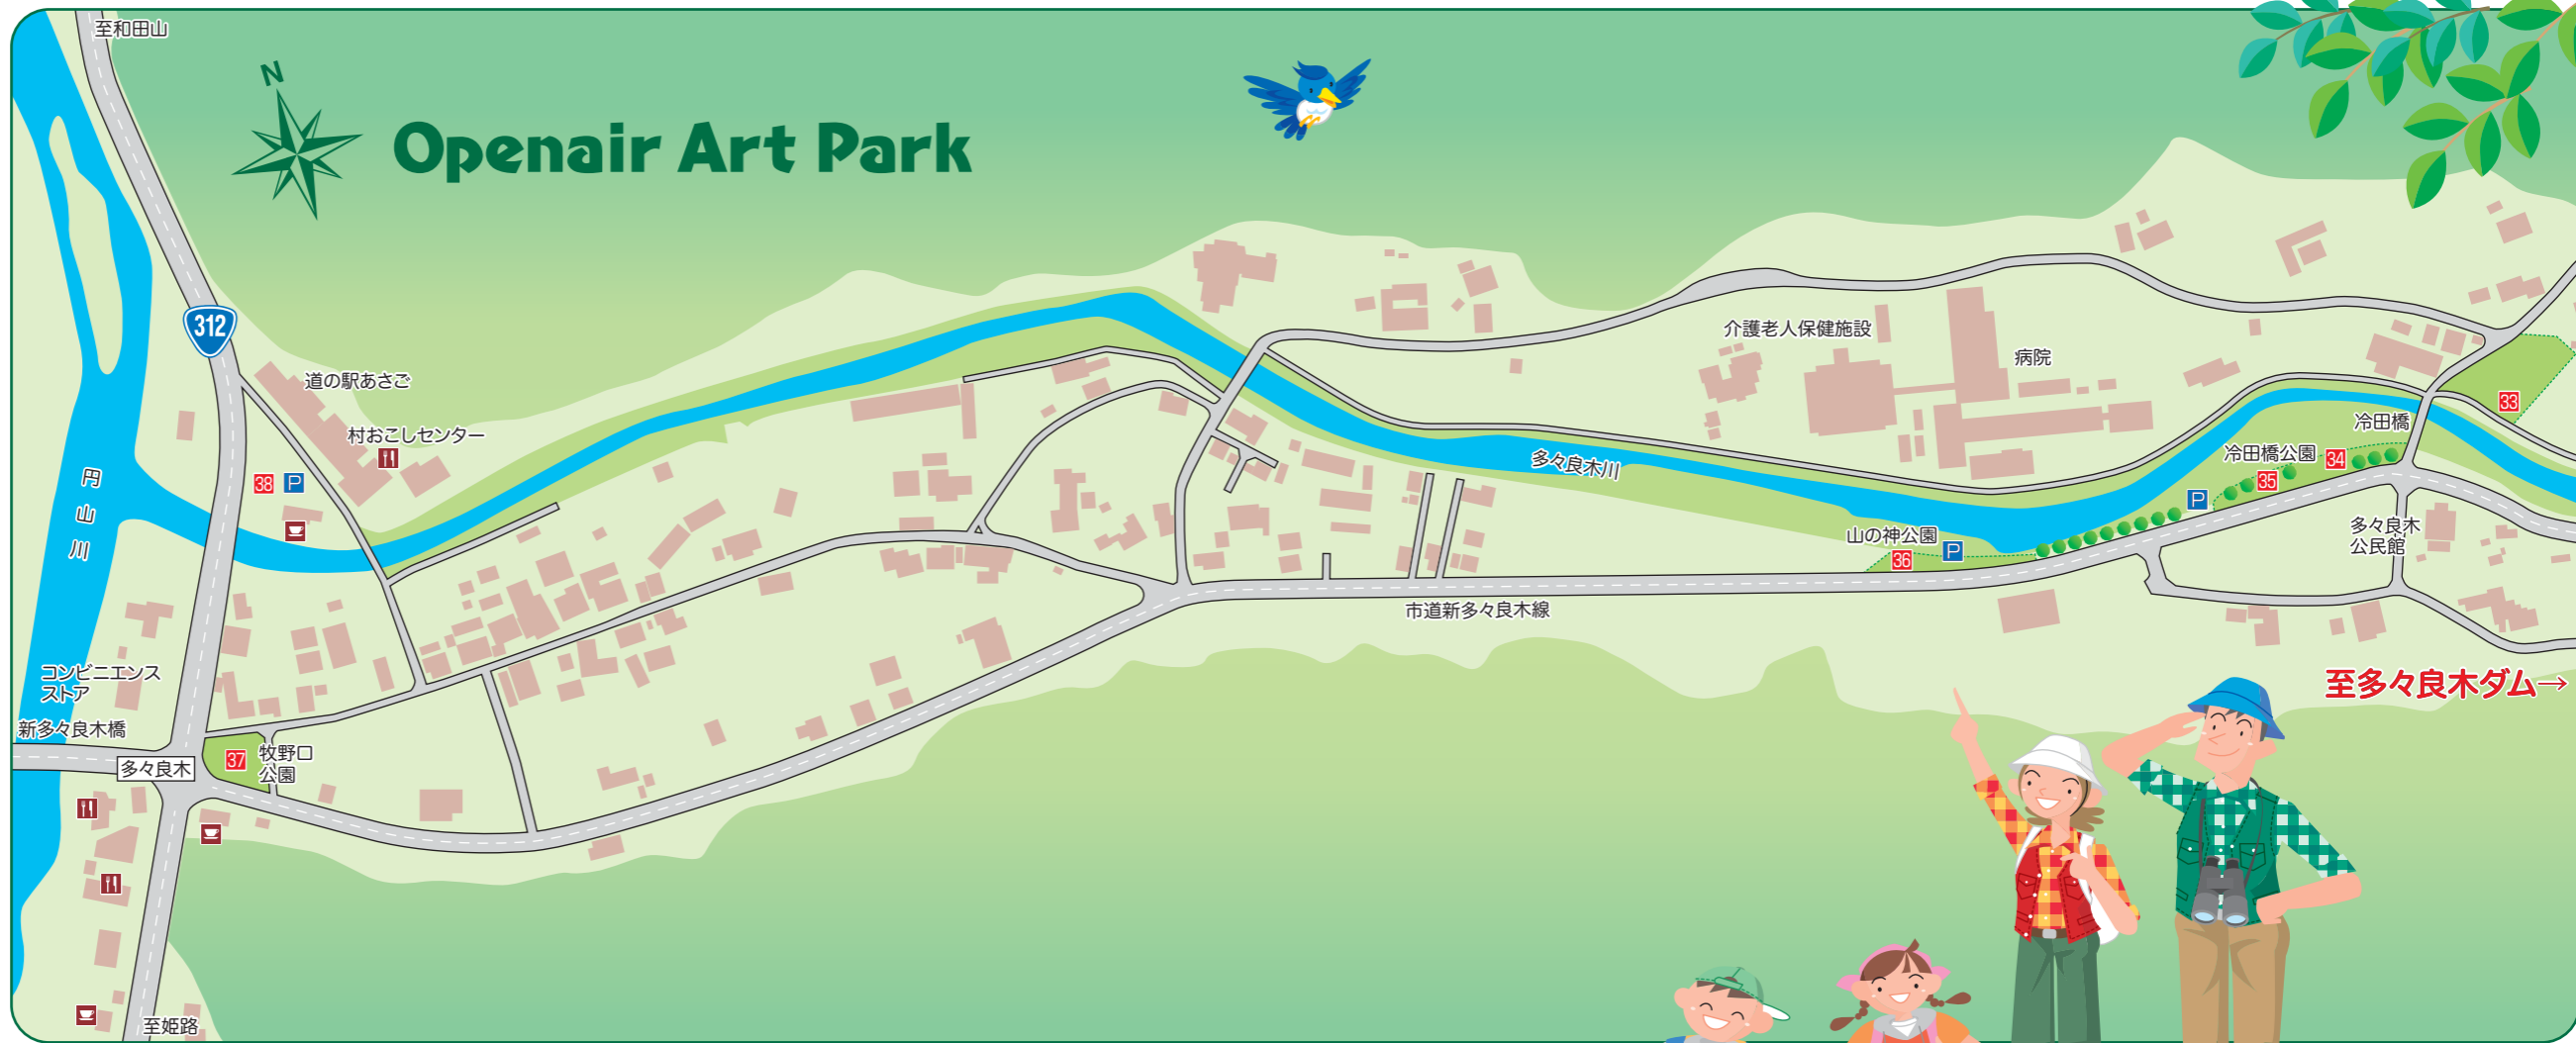 至和田山
N
Openair Art Park
312
道の駅あさご
村おこしセンター
38
P
円山川
介護老人保健施設
病院
33
冷田橋
冷田橋公園
34
35
P
多々良木川
山の神公園
P
36
多々良木
公民館
市道新多々良木線
至多々良木ダム→
コンビニエンス
ストア
新多々良木橋
多々良木
37
牧野口
公園
至姫路